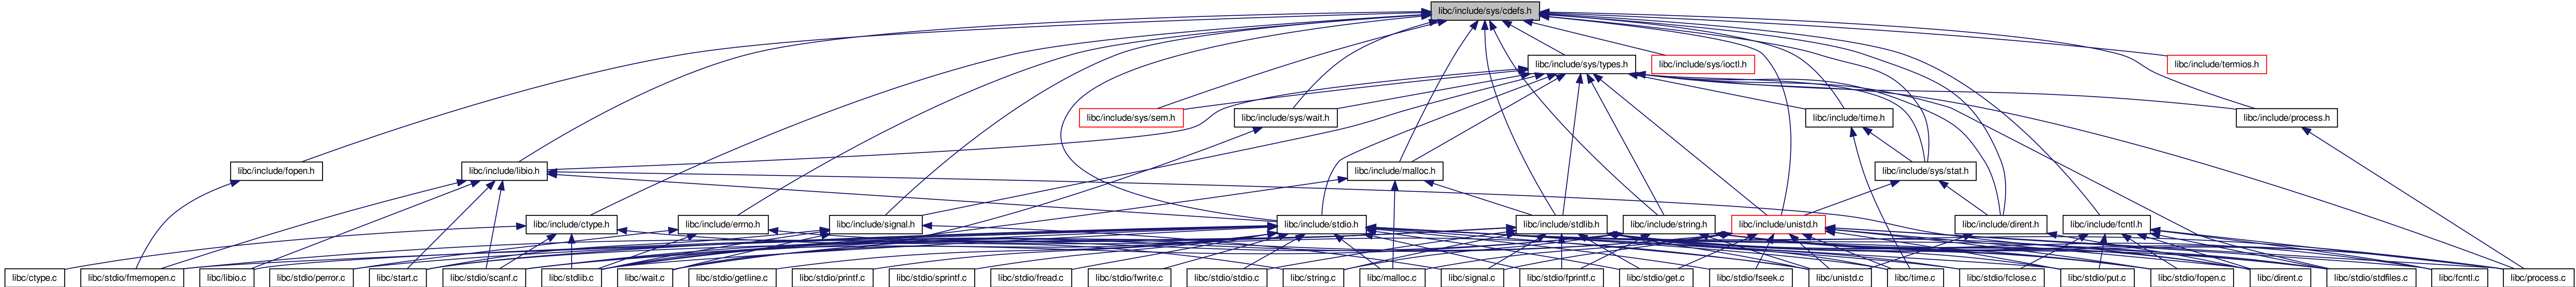 libc/include/sys/cdefs.h
libc/include/sys/types.h
libc/include/sys/ioctl.h
libc/include/termios.h
libc/include/sys/sem.h
libc/include/sys/wait.h
libc/include/time.h
libc/include/process.h
libc/include/fopen.h
libc/include/libio.h
libc/include/malloc.h
libc/include/sys/stat.h
libc/include/ctype.h
libc/include/errno.h
libc/include/signal.h
libc/include/stdio.h
libc/include/stdlib.h
libc/include/string.h
libc/include/unistd.h
libc/include/dirent.h
libc/include/fcntl.h
libc/ctype.c
libc/stdio/fmemopen.c
libc/libio.c
libc/stdio/perror.c
libc/start.c
libc/stdio/scanf.c
libc/stdlib.c
libc/wait.c
libc/stdio/getline.c
libc/stdio/printf.c
libc/stdio/sprintf.c
libc/stdio/fread.c
libc/stdio/fwrite.c
libc/stdio/stdio.c
libc/string.c
libc/malloc.c
libc/signal.c
libc/stdio/fprintf.c
libc/stdio/get.c
libc/stdio/fseek.c
libc/unistd.c
libc/time.c
libc/stdio/fclose.c
libc/stdio/put.c
libc/stdio/fopen.c
libc/dirent.c
libc/stdio/stdfiles.c
libc/fcntl.c
libc/process.c